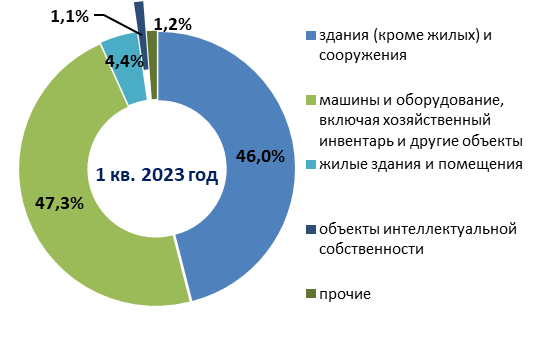 1,1%
1,2%
4,4%
46,0%
1 кв. 2023 год
47,3%
здания (кроме жилых) и
сооружения
машины и оборудование,
включая хозяйственный
инвентарь и другие объекты
жилые здания и помещения
объекты интеллектуальной
собственности
прочие